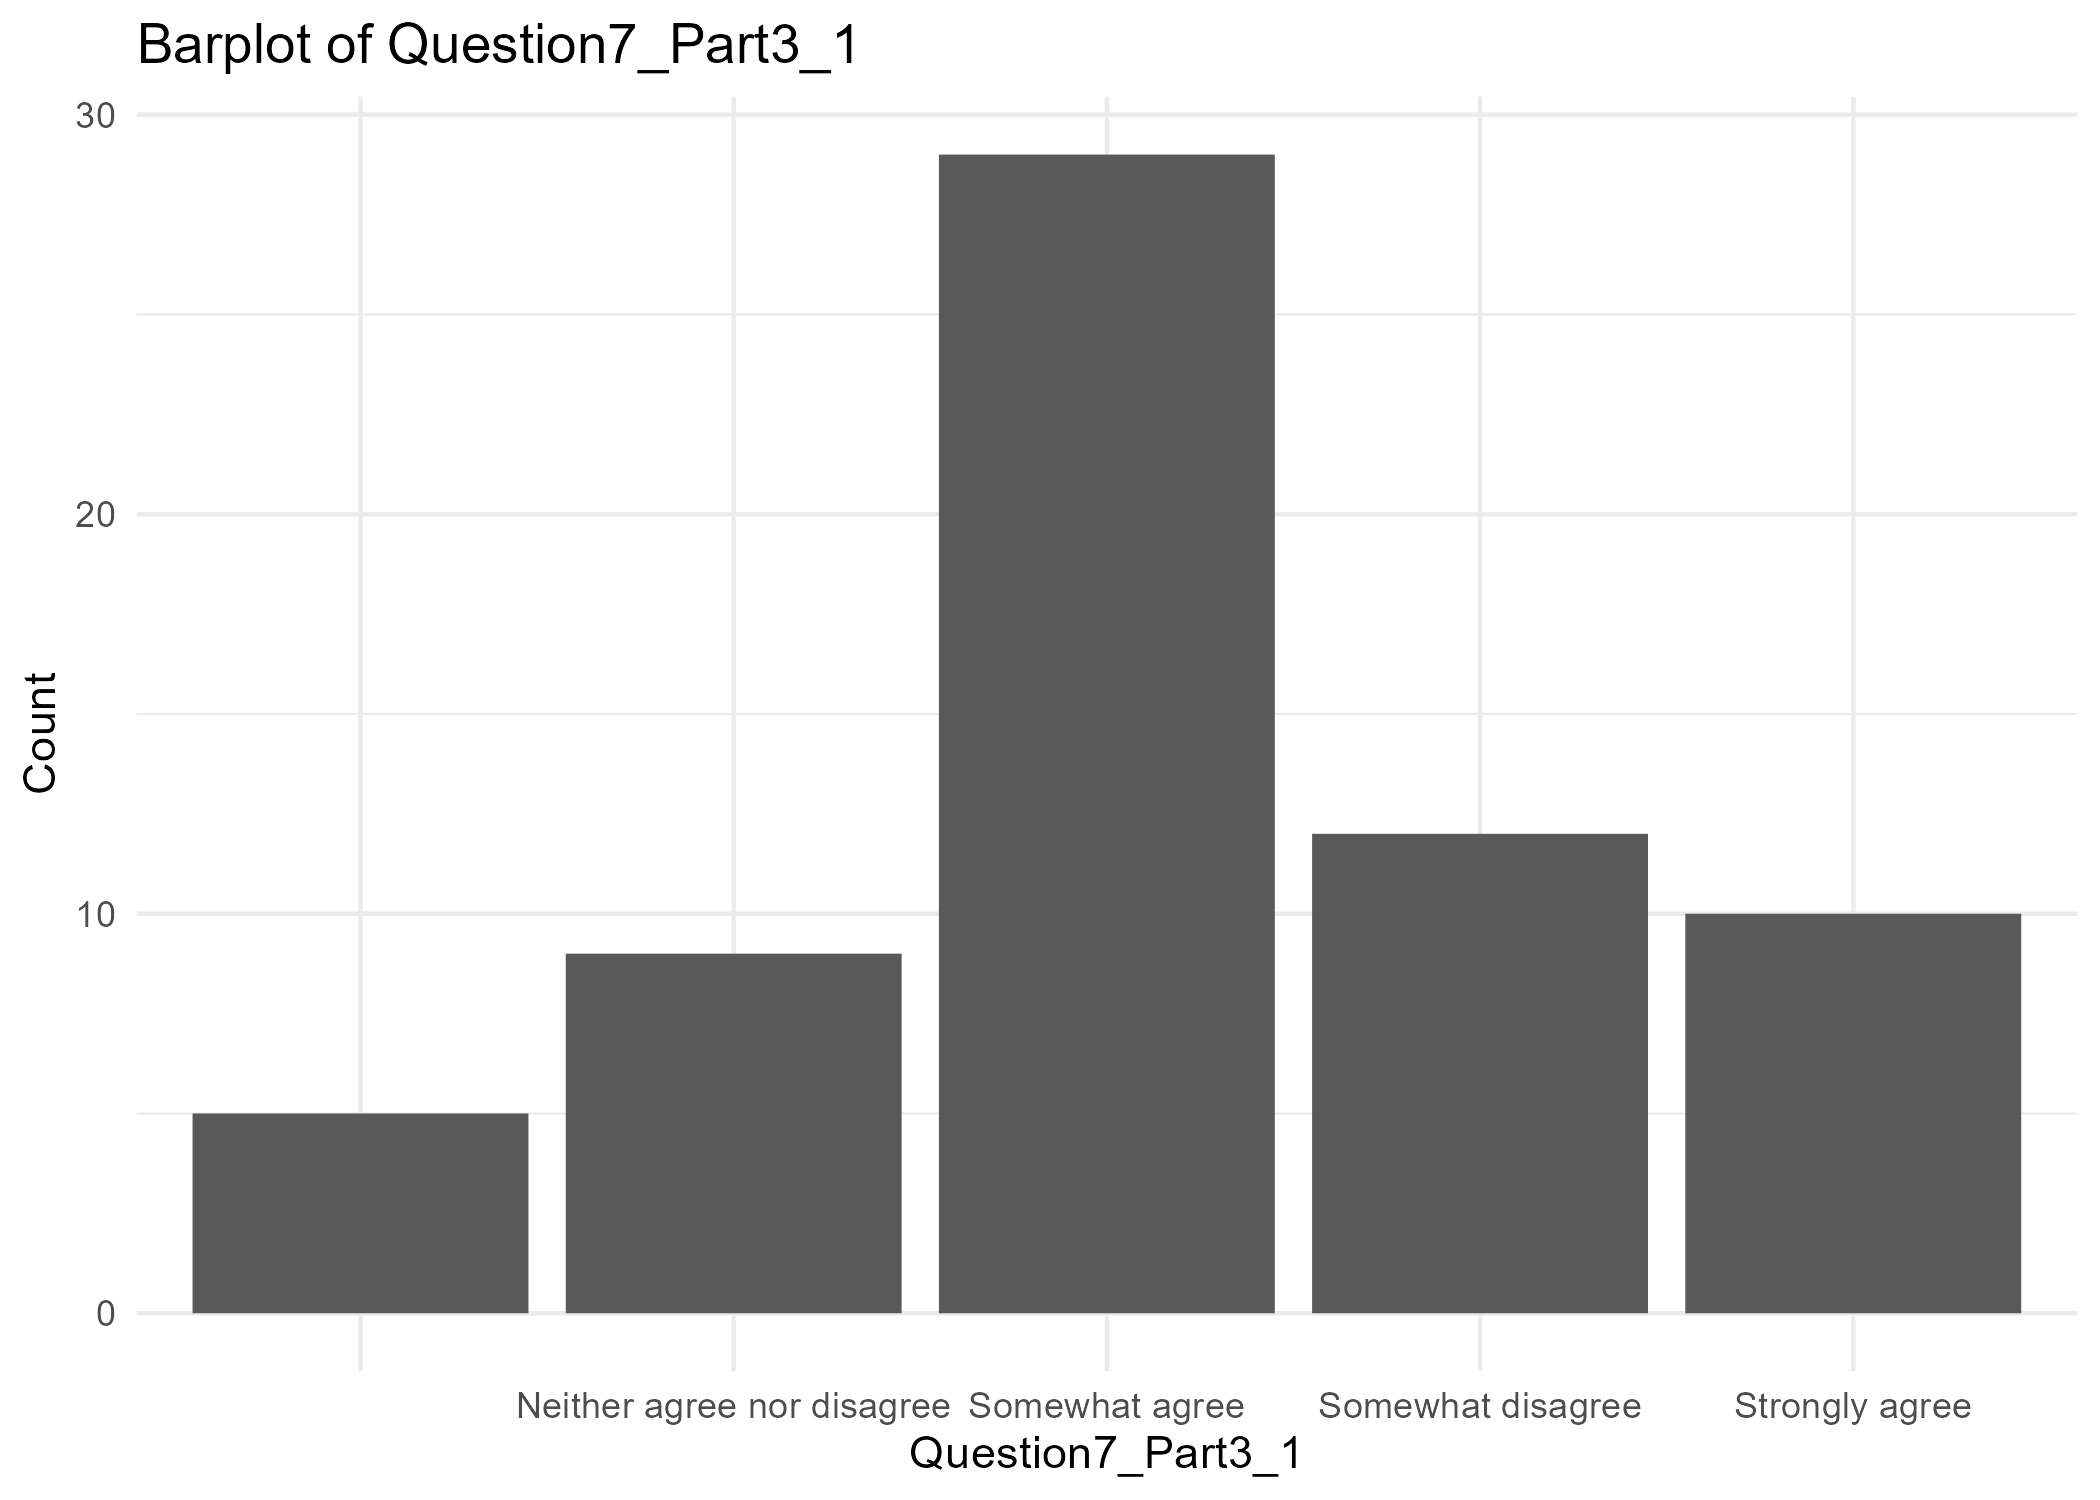 Barplot of Question7_Part3_1
30
20
10
0
Count
Neither agree nor disagree Somewhat agree Somewhat disagree Strongly agree
Question7_Part3_1